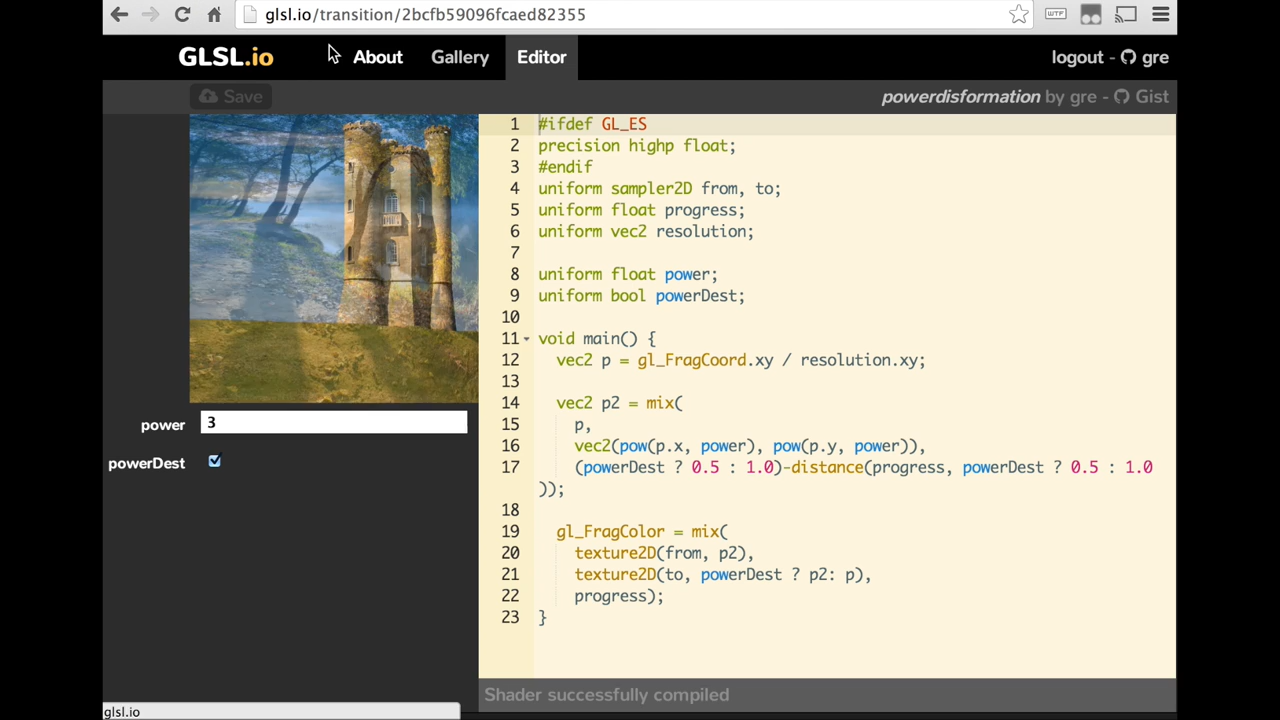 glsl.io/transition/2bcfb59096fcaed82355
WTF
GLSL.io About Gallery Editor logout - gre
Save powerdisformation by gre - Gist
1 #ifdef GL_ES
2 precision highp float;
3 #endif
4 uniform sampler2D from, to;
5 uniform float progress;
6 uniform vec2 resolution;
7
8 uniform float power;
9 uniform bool powerDest;
10
11 void main() {
12 vec2 p = gl_FragCoord.xy / resolution.xy;
13
14 vec2 p2 = mix(
15 p,
16 vec2(pow(p.x, power), pow(p.y, power)),
17 (powerDest ? 0.5 : 1.0)-distance(progress, powerDest ? 0.5 : 1.0
));
18
19 gl_FragColor = mix(
20 texture2D(from, p2),
21 texture2D(to, powerDest ? p2: p),
22 progress);
23 }
power 3
powerDest
Shader successfully compiled
glsl.io